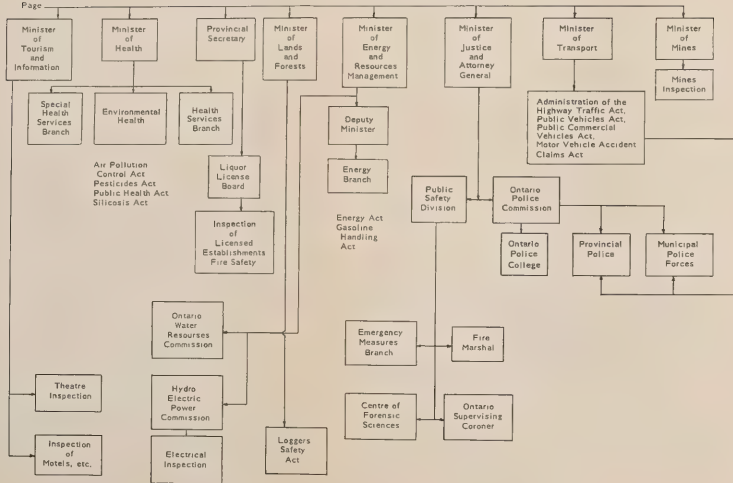 Page
Minister
of
Tourism
and
Information
Minister
of
Health
Provincial
Secretary
Minister
of
Lands
and
Forests
Minister
of
Energy
and
Resources
Management
Minister
of
Justice
and
Attorney
General
Minister
of
Transport
Minister
of
Mines
Mines
Inspection
Special
Health
Services
Branch
Environmental
Health
Health
Services
Branch
Deputy
Minister
Administration of the
Highway Traffic Act,
Public Vehicles Act,
Public Commercial
Vehicles Act,
Motor Vehicle Accident
Claims Act
Air Pollution
Control Act
Pesticides Act
Public Health Act
Silicosis Act
Liquor
License
Board
Energy
Branch
Public
Safety
Division
Ontario
Police
Commission
Inspection
of
Licensed
Establishments
Fire Safety
Energy Act
Gasoline
Handling
Act
Ontario
Police
College
Provincial
Police
Municipal
Police
Forces
Ontario
Water
Resourses
Commission
Emergency
Measures
Branch
Fire
Marshal
Theatre
Inspection
Hydro
Electric
Power
Commission
Centre of
Forensic
Sciences
Ontario
Supervising
Coroner
Inspection
of
Motels, etc.
Electrical
Inspection
Loggers
Safety
Act